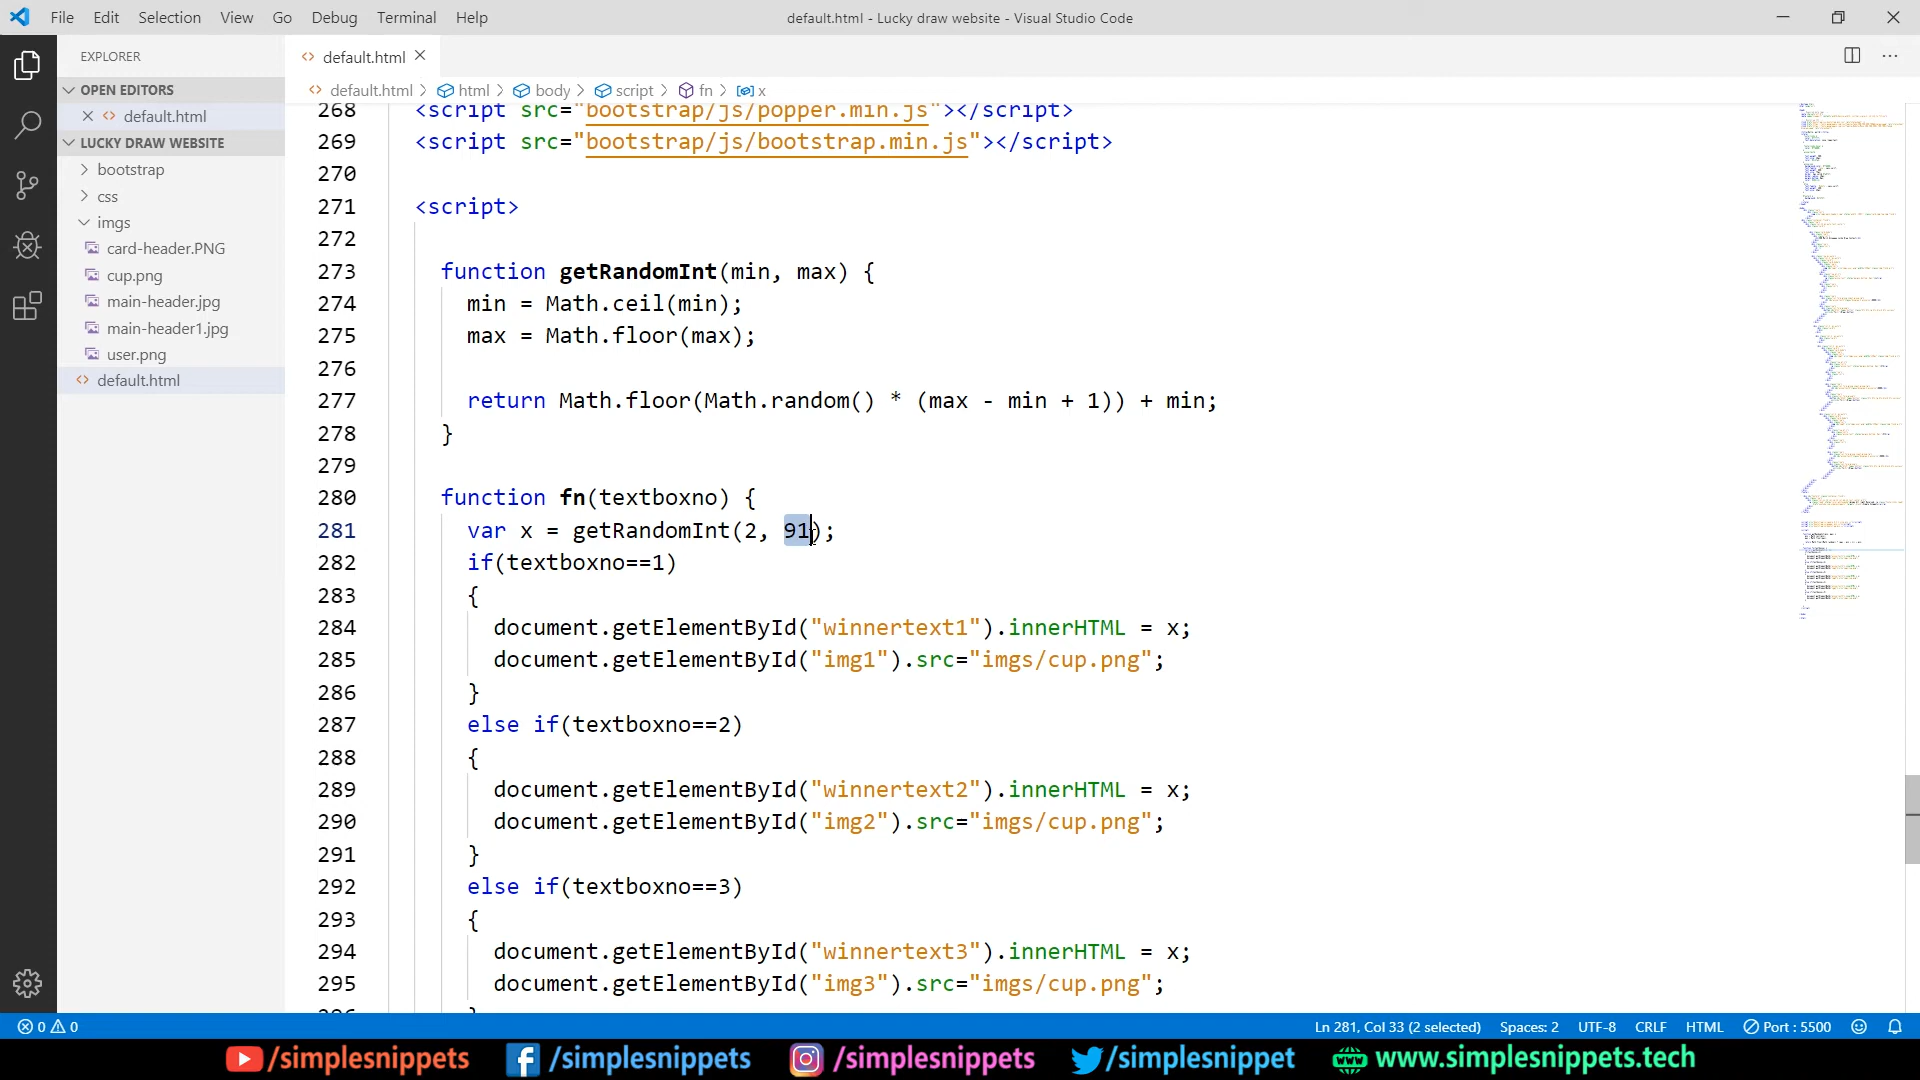 File Edit Selection View Go Debug Terminal Help
default.html - Lucky draw website - Visual Studio Code
EXPLORER
OPEN EDITORS
default.html
LUCKY DRAW WEBSITE
bootstrap
css
imgs
card-header.PNG
cup.png
main-header.jpg
main-header1.jpg
user.png
default.html
default.html
default.html > html > body > script > fn > x
268 <script src="bootstrap/js/popper.min.js"></script>
269 <script src="bootstrap/js/bootstrap.min.js"></script>
270
271 <script>
272
273 function getRandomInt(min, max) {
274 min = Math.ceil(min);
275 max = Math.floor(max);
276
277 return Math.floor(Math.random() * (max - min + 1)) + min;
278 }
279
280 function fn(textboxno) {
281 var x = getRandomInt(2, 91);
282 if(textboxno==1)
283 {
284 document.getElementById("winnertext1").innerHTML = x;
285 document.getElementById("img1").src="imgs/cup.png";
286 }
287 else if(textboxno==2)
288 {
289 document.getElementById("winnertext2").innerHTML = x;
290 document.getElementById("img2").src="imgs/cup.png";
291 }
292 else if(textboxno==3)
293 {
294 document.getElementById("winnertext3").innerHTML = x;
295 document.getElementById("img3").src="imgs/cup.png";
0 0 Ln 281, Col 33 (2 selected) Spaces: 2 UTF-8 CRLF HTML Port : 5500
/simplesnippets /simplesnippets /simplesnippets /simplesnippets www.simplesnippets.tech